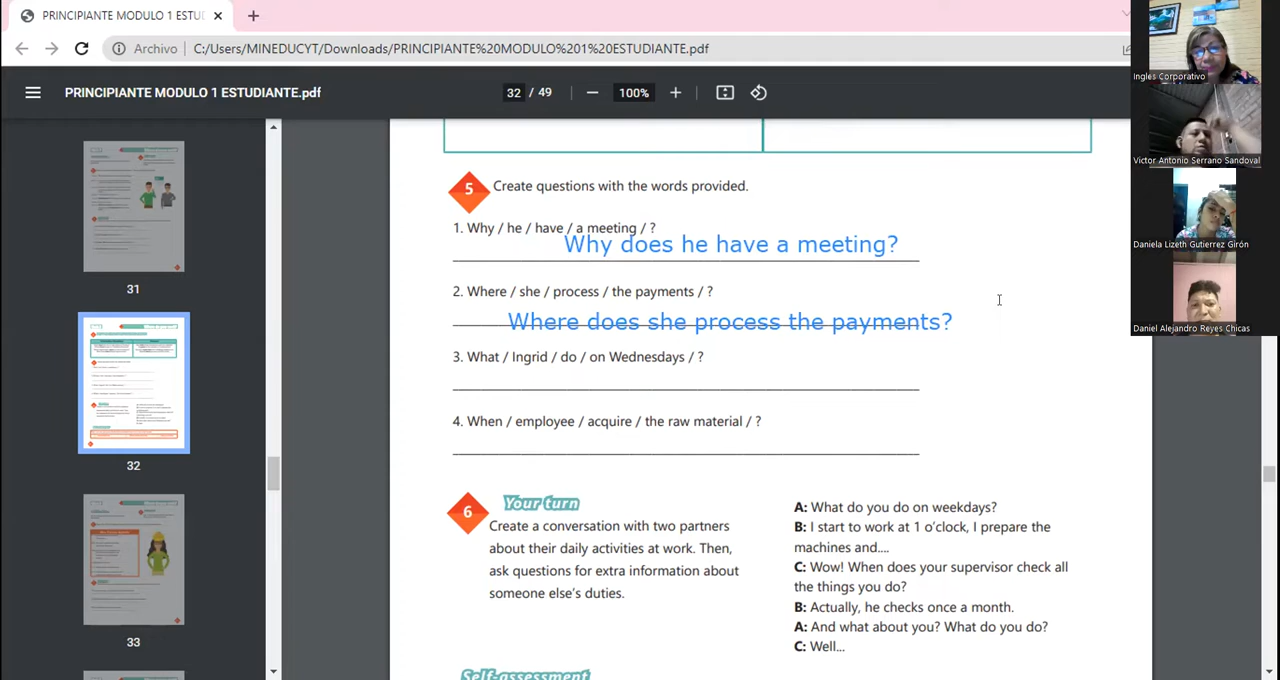 PRINCIPIANTE MODULO 1 ESTU
Archivo
C:/Users/MINEDUCYT/Downloads/PRINCIPIANTE%20MODULO%201%20ESTUDIANTE.pdf
PRINCIPIANTE MODULO 1 ESTUDIANTE.pdf
32 / 49
100%
31
32
33
5 Create questions with the words provided.
1. Why / he / have / a meeting / ?
Why does he have a meeting?
2. Where / she / process / the payments / ?
Where does she process the payments?
3. What / Ingrid / do / on Wednesdays / ?
4. When / employee / acquire / the raw material / ?
6 Your turn
Create a conversation with two partners
about their daily activities at work. Then,
ask questions for extra information about
someone else's duties.
A: What do you do on weekdays?
B: I start to work at 1 o'clock, I prepare the
machines and....
C: Wow! When does your supervisor check all
the things you do?
B: Actually, he checks once a month.
A: And what about you? What do you do?
C: Well...
Self-assessment
Ingles Corporativo
Victor Antonio Serrano Sandoval
Daniela Lizeth Gutierrez Girón
Daniel Alejandro Reyes Chicas